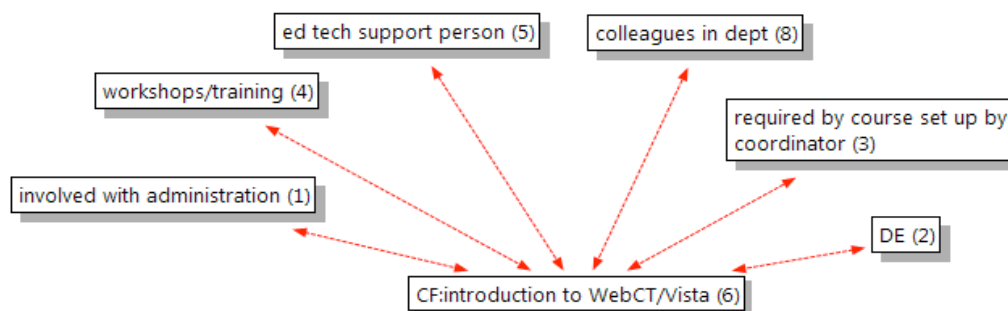 ed tech support person (5)
colleagues in dept (8)
workshops/training (4)
required by course set up by
coordinator (3)
involved with administration (1)
DE (2)
CF:introduction to WebCT/Vista (6)